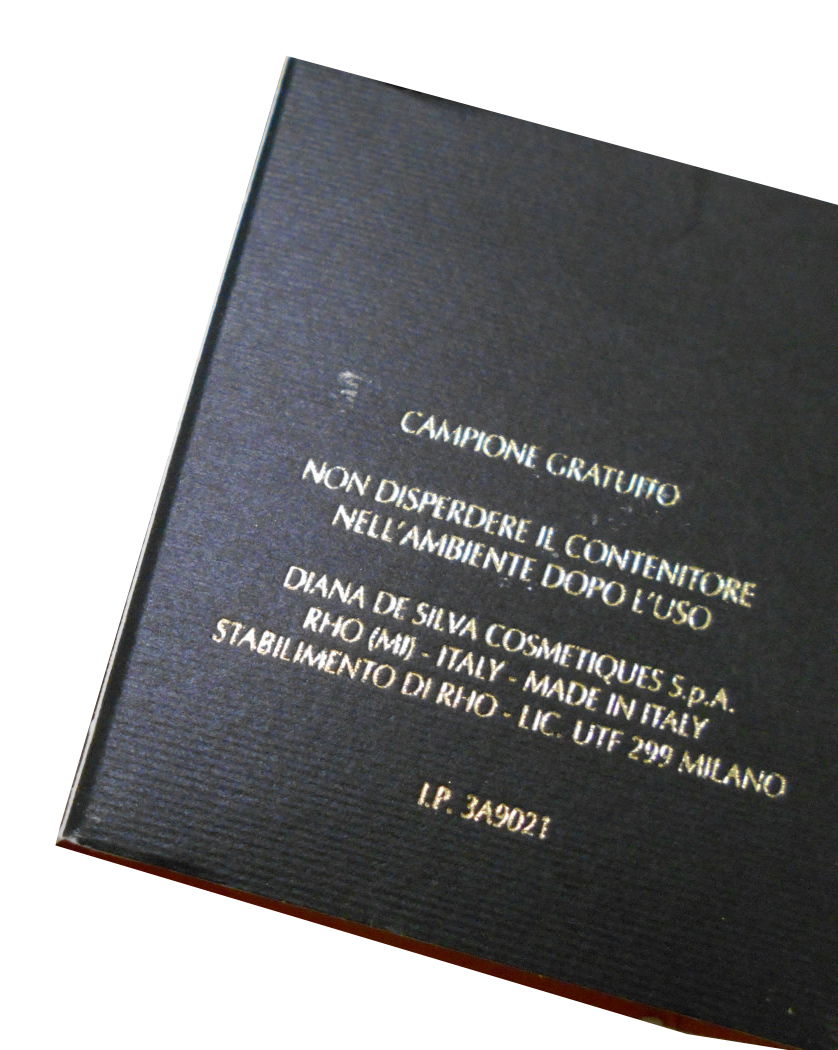 CAMPIONE GRATUITO
NON DISPERDERE IL CONTENITORE
NELL'AMBIENTE DOPO L'USO
DIANA DE SILVA COSMETIQUES S.p.A.
RHO (MI) - ITALY - MADE IN ITALY
STABILIMENTO DI RHO - LIC. UTF 299 MILANO
I.P. 3A9021